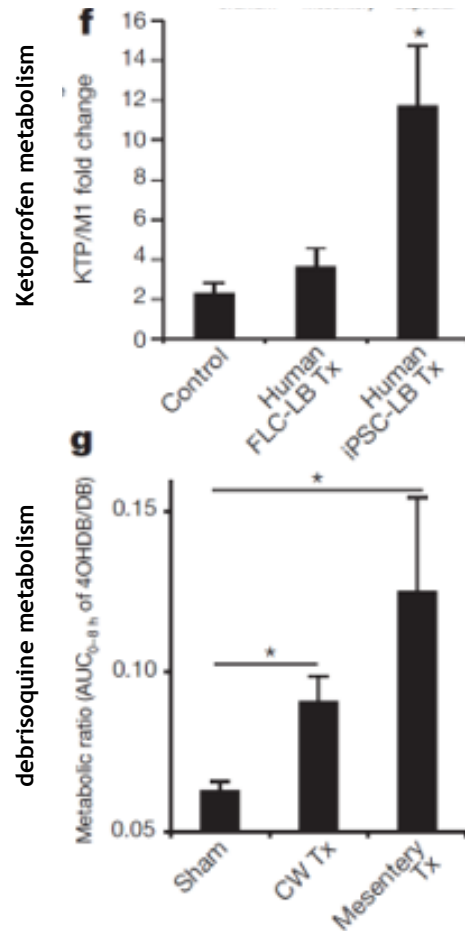 f
Ketoprofen metabolism
KTP/M1 fold change
16
14
12
10
8
6
4
2
0
*
Control
Human
FLC-LB Tx
Human
iPSC-LB Tx
g
debrisoquine metabolism
Metabolic ratio (AUC0–8 h of 4OHDB/DB)
0.15
0.10
0.05
*
*
Sham
CW Tx
Mesentery
Tx